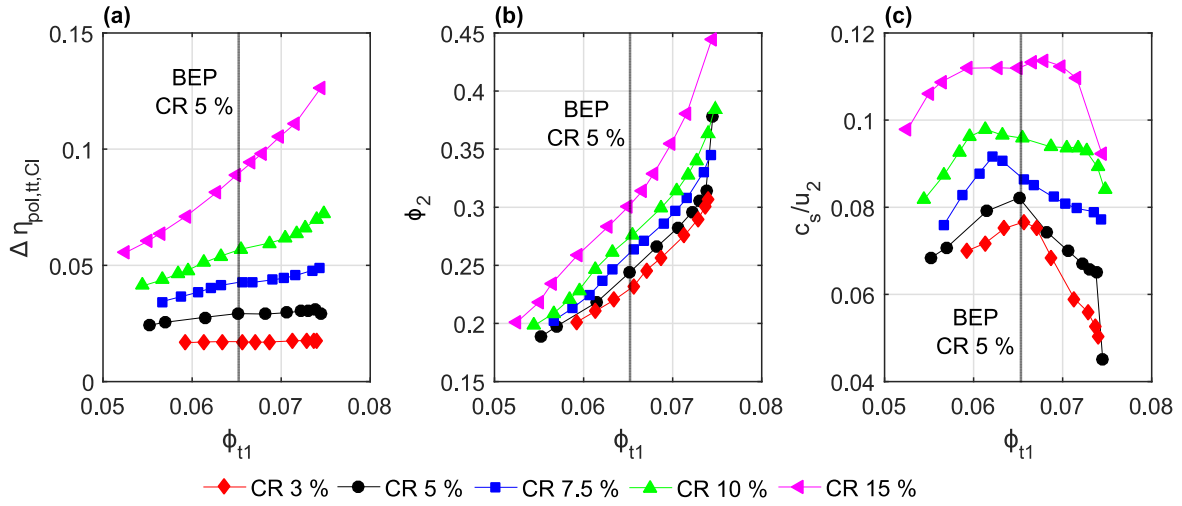 (a)
0.15
0.1
0.05
0
0.05
0.06
0.07
0.08
Δ η_pol,tt,Cl
ϕ_t1
BEP
CR 5 %
(b)
0.45
0.4
0.35
0.3
0.25
0.2
0.15
0.05
0.06
0.07
0.08
ϕ_2
ϕ_t1
BEP
CR 5 %
(c)
0.12
0.1
0.08
0.06
0.04
0.05
0.06
0.07
0.08
c_s/u_2
ϕ_t1
BEP
CR 5 %
CR 3 % CR 5 % CR 7.5 % CR 10 % CR 15 %